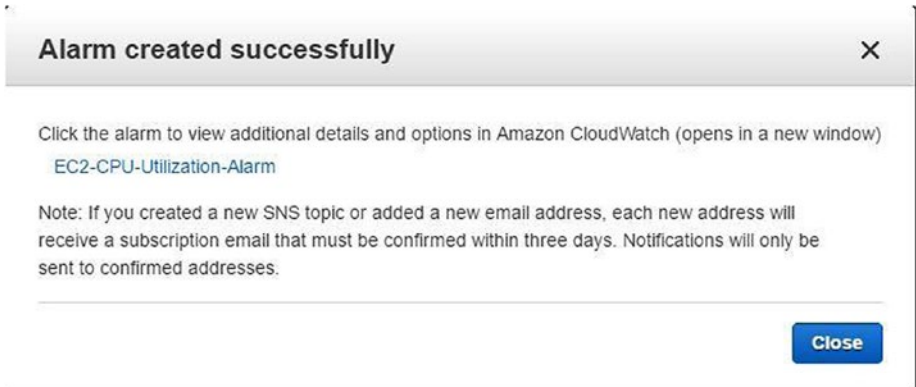 Alarm created successfully
Click the alarm to view additional details and options in Amazon CloudWatch (opens in a new window)
EC2-CPU-Utilization-Alarm
Note: If you created a new SNS topic or added a new email address, each new address will
receive a subscription email that must be confirmed within three days. Notifications will only be
sent to confirmed addresses.
Close